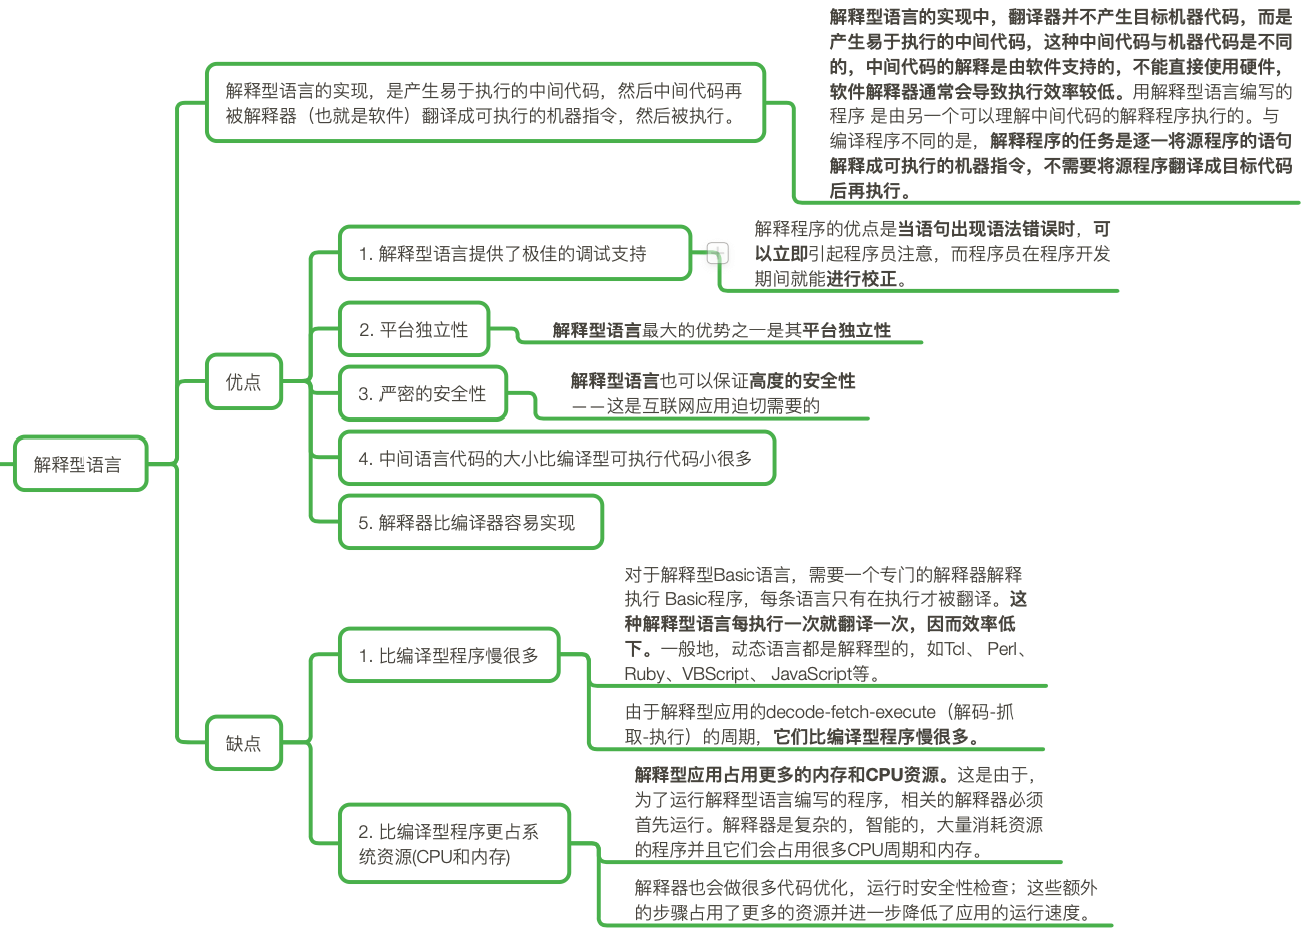 解释型语言的实现中，翻译器并不产生目标机器代码，而是
产生易于执行的中间代码，这种中间代码与机器代码是不同
的，中间代码的解释是由软件支持的，不能直接使用硬件，
软件解释器通常会导致执行效率较低。用解释型语言编写的
程序 是由另一个可以理解中间代码的解释程序执行的。与
编译程序不同的是，解释程序的任务是逐一将源程序的语句
解释成可执行的机器指令，不需要将源程序翻译成目标代码
后再执行。
解释型语言的实现，是产生易于执行的中间代码，然后中间代码再
被解释器（也就是软件）翻译成可执行的机器指令，然后被执行。
解释程序的优点是当语句出现语法错误时，可
以立即引起程序员注意，而程序员在程序开发
期间就能进行校正。
1. 解释型语言提供了极佳的调试支持
2. 平台独立性
解释型语言最大的优势之一是其平台独立性
优点
3. 严密的安全性
解释型语言也可以保证高度的安全性
——这是互联网应用迫切需要的
解释型语言
4. 中间语言代码的大小比编译型可执行代码小很多
5. 解释器比编译器容易实现
对于解释型Basic语言，需要一个专门的解释器解释
执行 Basic程序，每条语言只有在执行才被翻译。这
种解释型语言每执行一次就翻译一次，因而效率低
下。一般地，动态语言都是解释型的，如Tcl、 Perl、
Ruby、VBScript、 JavaScript等。
1. 比编译型程序慢很多
由于解释型应用的decode-fetch-execute（解码-抓
取-执行）的周期，它们比编译型程序慢很多。
缺点
解释型应用占用更多的内存和CPU资源。这是由于，
为了运行解释型语言编写的程序，相关的解释器必须
首先运行。解释器是复杂的，智能的，大量消耗资源
的程序并且它们会占用很多CPU周期和内存。
2. 比编译型程序更占系
统资源(CPU和内存)
解释器也会做很多代码优化，运行时安全性检查；这些额外
的步骤占用了更多的资源并进一步降低了应用的运行速度。